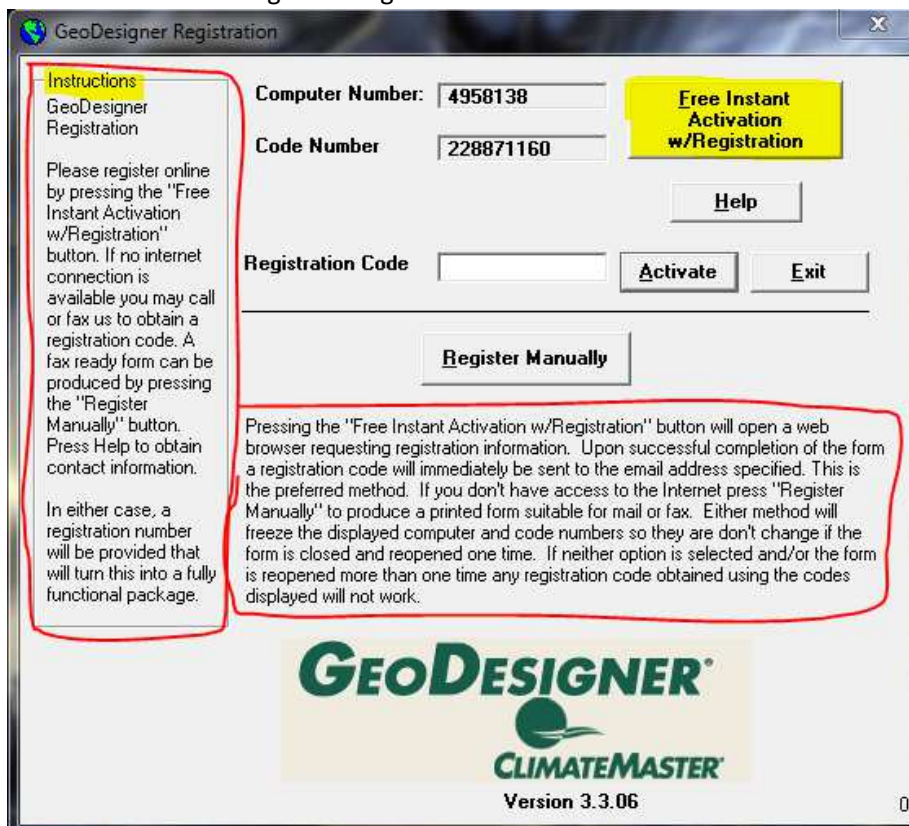 GeoDesigner Registration
Instructions
GeoDesigner
Registration
Please register online
by pressing the "Free
Instant Activation
w/Registration"
button. If no internet
connection is
available you may call
or fax us to obtain a
registration code. A
fax ready form can be
produced by pressing
the "Register
Manually" button.
Press Help to obtain
contact information.
In either case, a
registration number
will be provided that
will turn this into a fully
functional package.
Computer Number: 4958138
Code Number 228871160
Free Instant
Activation
w/Registration
Help
Registration Code
Activate
Exit
Register Manually
Pressing the "Free Instant Activation w/Registration" button will open a web
browser requesting registration information. Upon successful completion of the form
a registration code will immediately be sent to the email address specified. This is
the preferred method. If you don't have access to the Internet press "Register
Manually" to produce a printed form suitable for mail or fax. Either method will
freeze the displayed computer and code numbers so they are don't change if the
form is closed and reopened one time. If neither option is selected and/or the form
is reopened more than one time any registration code obtained using the codes
displayed will not work.
GEODESIGNER
CLIMATEMASTER
Version 3.3.06
0